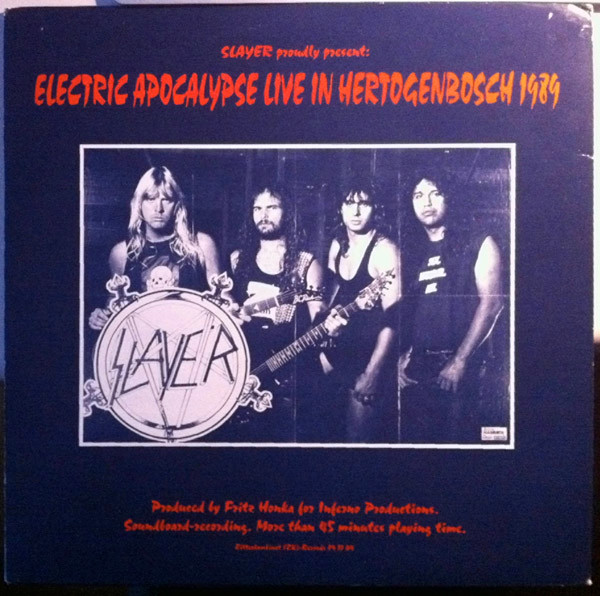 SLAYER proudly present:
ELECTRIC APOCALYPSE LIVE IN HERTOGENBOSCH 1989
SLAYER
Produced by Fritz Honka for Inferno Productions.
Soundboard-recording. More than 45 minutes playing time.